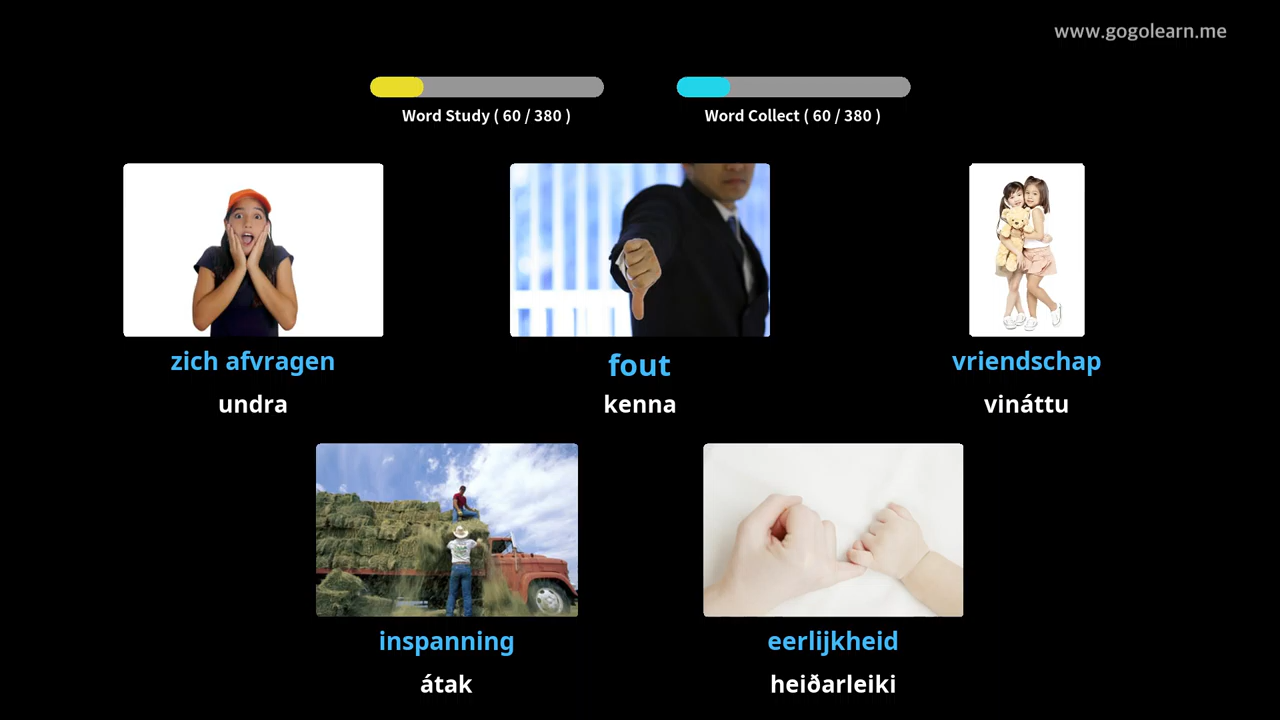 www.gogolearn.me
Word Study ( 60 / 380 )
Word Collect ( 60 / 380 )
zich afvragen
undra
fout
kenna
vriendschap
vináttu
inspanning
átak
eerlijkheid
heiðarleiki